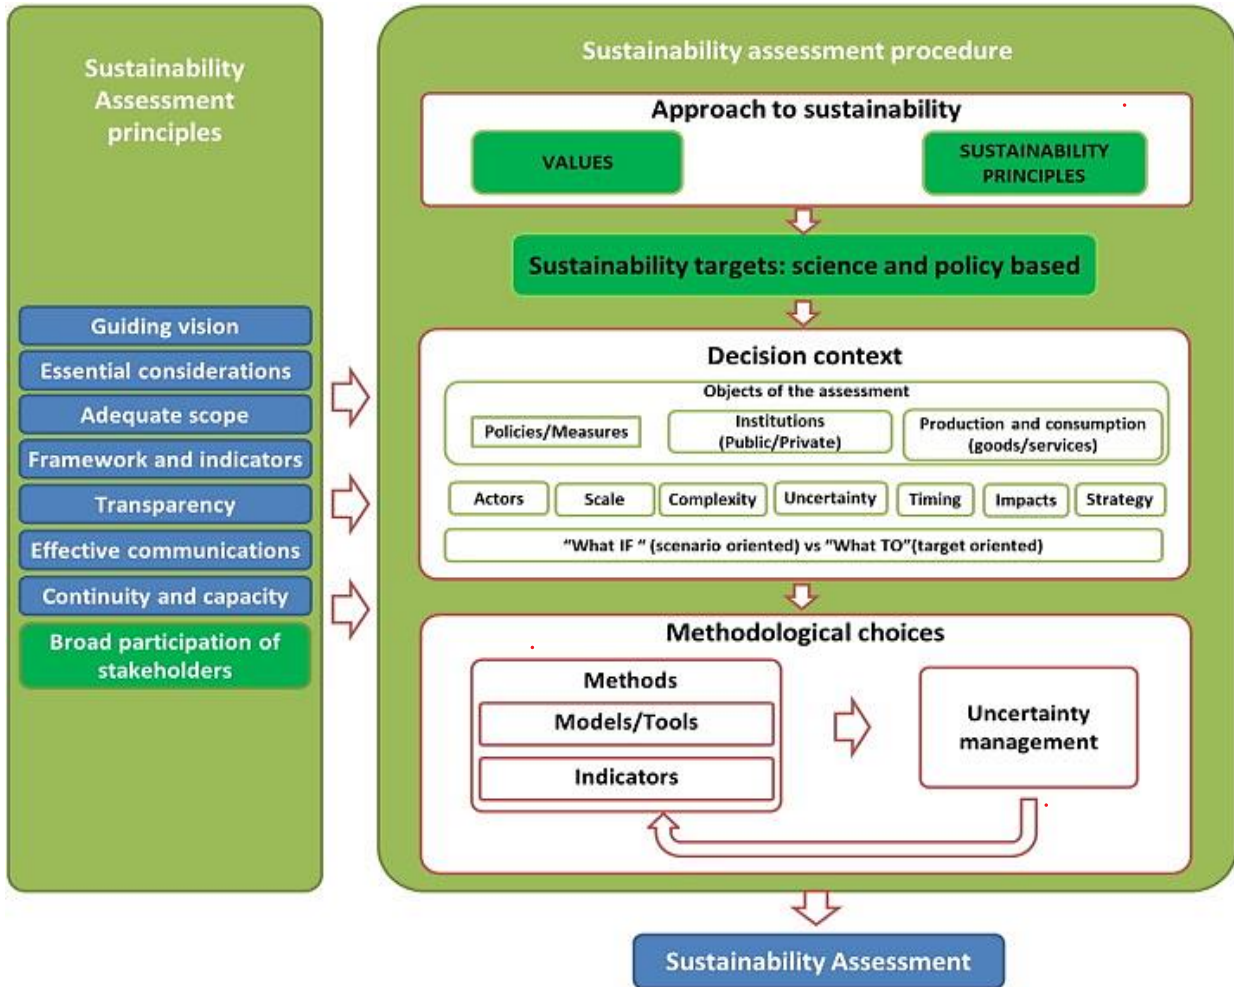 Sustainability
Assessment
principles
Guiding vision
Essential considerations
Adequate scope
Framework and indicators
Transparency
Effective communications
Continuity and capacity
Broad participation of
stakeholders
Sustainability assessment procedure
Approach to sustainability
VALUES
SUSTAINABILITY
PRINCIPLES
Sustainability targets: science and policy based
Decision context
Objects of the assessment
Policies/Measures
Institutions
(Public/Private)
Production and consumption
(goods/services)
Actors
Scale
Complexity
Uncertainty
Timing
Impacts
Strategy
“What IF “ (scenario oriented) vs “What TO”(target oriented)
Methodological choices
Methods
Models/Tools
Indicators
Uncertainty
management
Sustainability Assessment